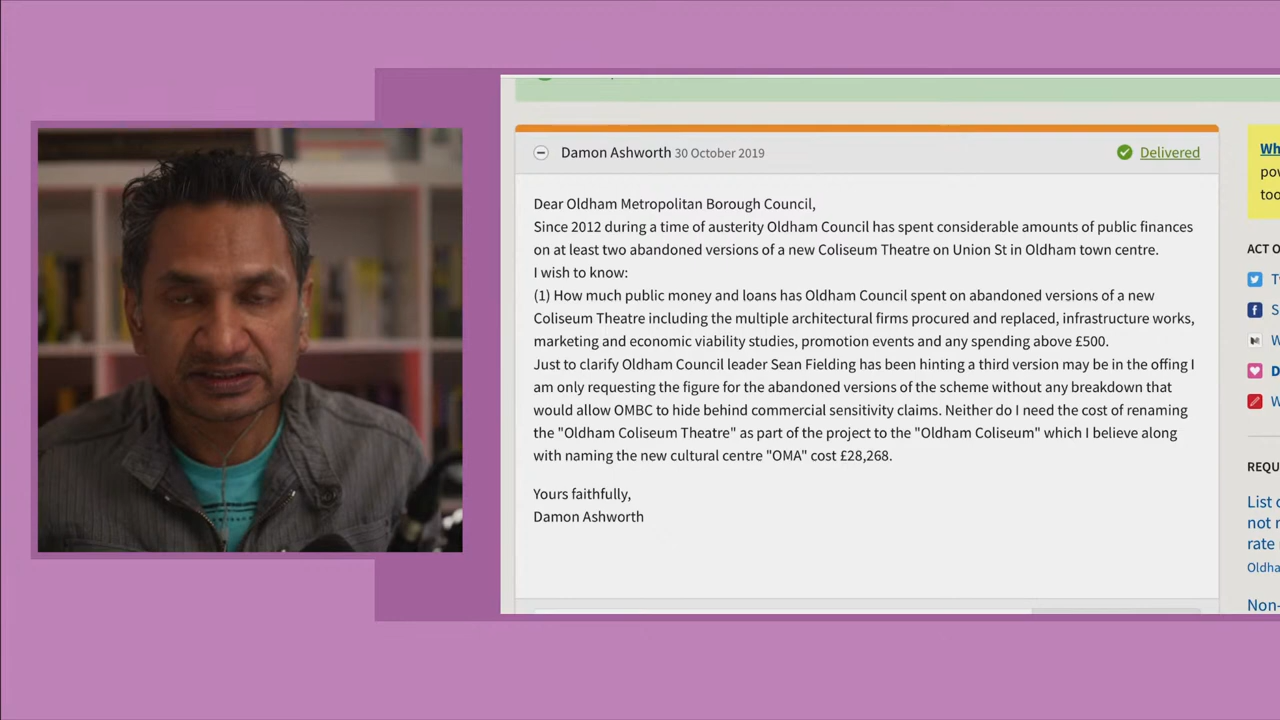 Damon Ashworth 30 October 2019
Delivered
Dear Oldham Metropolitan Borough Council,
Since 2012 during a time of austerity Oldham Council has spent considerable amounts of public finances
on at least two abandoned versions of a new Coliseum Theatre on Union St in Oldham town centre.
I wish to know:
(1) How much public money and loans has Oldham Council spent on abandoned versions of a new
Coliseum Theatre including the multiple architectural firms procured and replaced, infrastructure works,
marketing and economic viability studies, promotion events and any spending above £500.
Just to clarify Oldham Council leader Sean Fielding has been hinting a third version may be in the offing I
am only requesting the figure for the abandoned versions of the scheme without any breakdown that
would allow OMBC to hide behind commercial sensitivity claims. Neither do I need the cost of renaming
the "Oldham Coliseum Theatre" as part of the project to the "Oldham Coliseum" which I believe along
with naming the new cultural centre "OMA" cost £28,268.
Yours faithfully,
Damon Ashworth
Wh
pov
too
ACT O
T
S
W
D
W
REQU
List o
not r
rate
Oldha
Non-